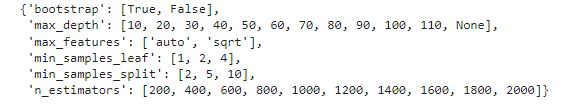 {'bootstrap': [True, False],
'max_depth': [10, 20, 30, 40, 50, 60, 70, 80, 90, 100, 110, None],
'max_features': ['auto', 'sqrt'],
'min_samples_leaf': [1, 2, 4],
'min_samples_split': [2, 5, 10],
'n_estimators': [200, 400, 600, 800, 1000, 1200, 1400, 1600, 1800, 2000]}